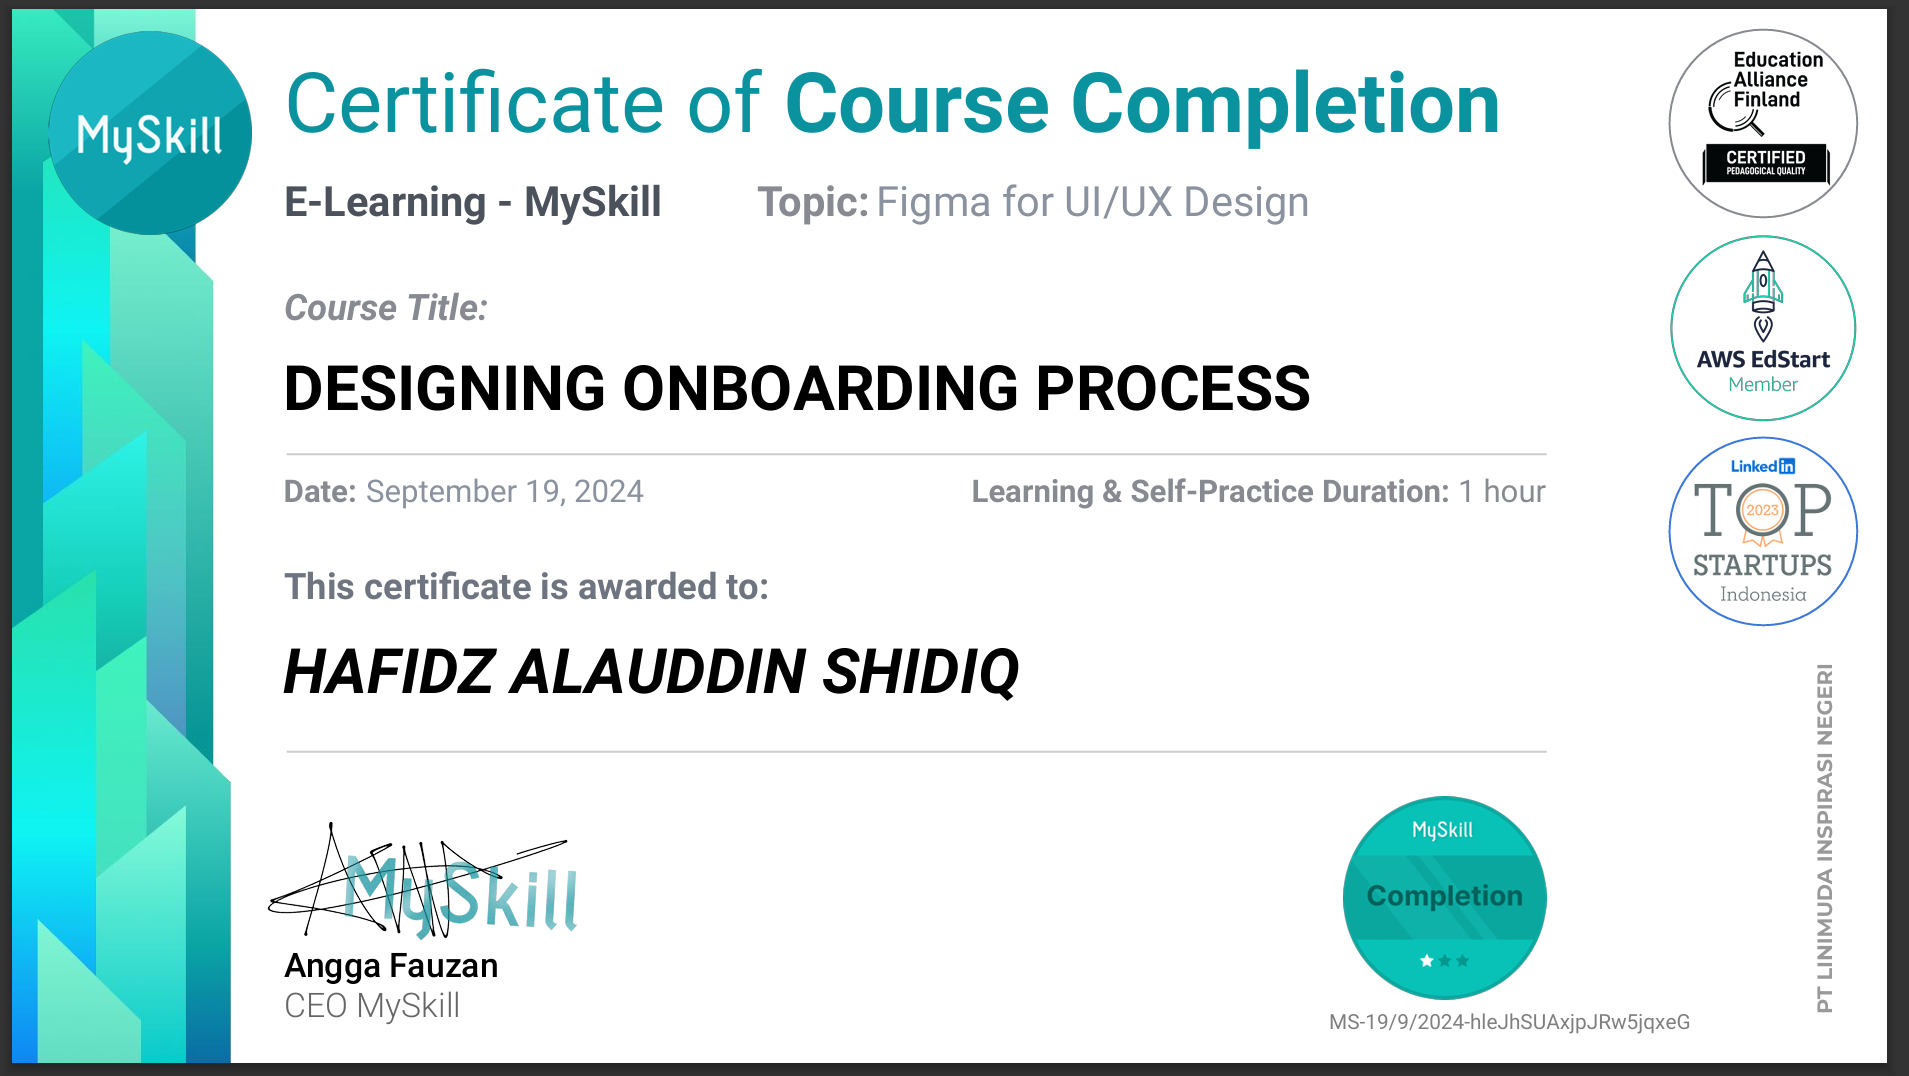 MySkill
Certificate of Course Completion
E-Learning - MySkill
Topic: Figma for UI/UX Design
Course Title:
DESIGNING ONBOARDING PROCESS
Date: September 19, 2024
Learning & Self-Practice Duration: 1 hour
This certificate is awarded to:
HAFIDZ ALAUDDIN SHIDIQ
MySkill
Angga Fauzan
CEO MySkill
MySkill
Completion
MS-19/9/2024-hleJhSUAxjpJRw5jqxeG
Education
Alliance
Finland
CERTIFIED
PEDAGOGICAL QUALITY
AWS EdStart
Member
Linked in
TOP
2023
STARTUPS
Indonesia
PT LINIMUDA INSPIRASI NEGERI